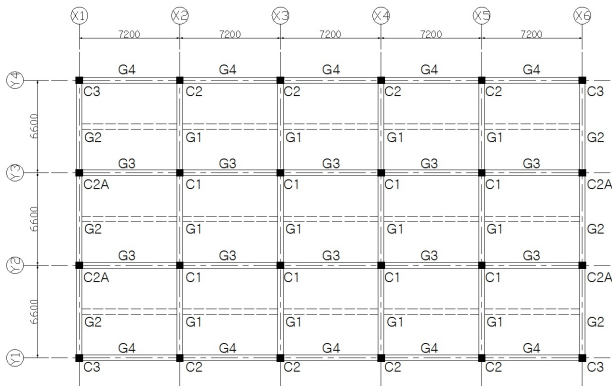 X1 X2 X3 X4 X5 X6
7200 7200 7200 7200 7200
G4 G4 G4 G4 G4
Y4
C3 C2 C2 C2 C2 C3
6600
G2 G1 G1 G1 G1 G2
G3 G3 G3 G3 G3
Y3
C2A C1 C1 C1 C1 C2A
6600
G2 G1 G1 G1 G1 G2
G3 G3 G3 G3 G3
Y2
C2A C1 C1 C1 C1 C2A
6600
G2 G1 G1 G1 G1 G2
G4 G4 G4 G4 G4
Y1
C3 C2 C2 C2 C2 C3